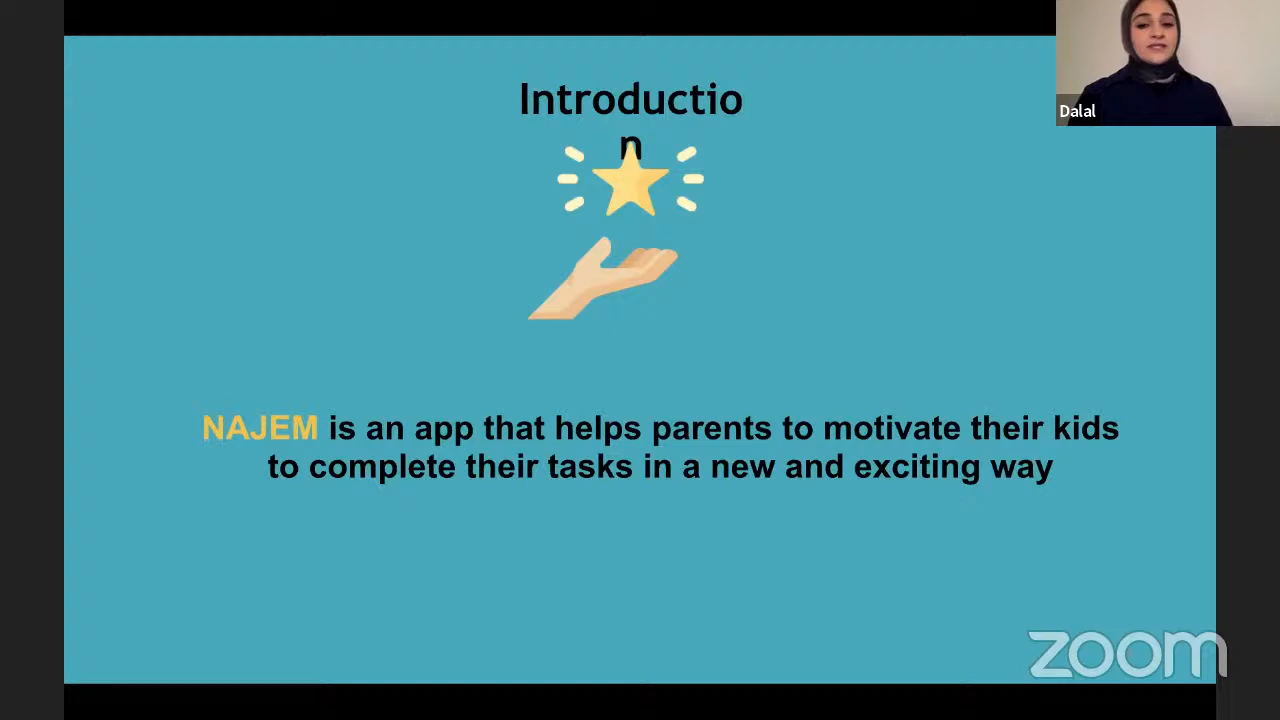 Introductio
n
Dalal
NAJEM is an app that helps parents to motivate their kids
to complete their tasks in a new and exciting way
zoom